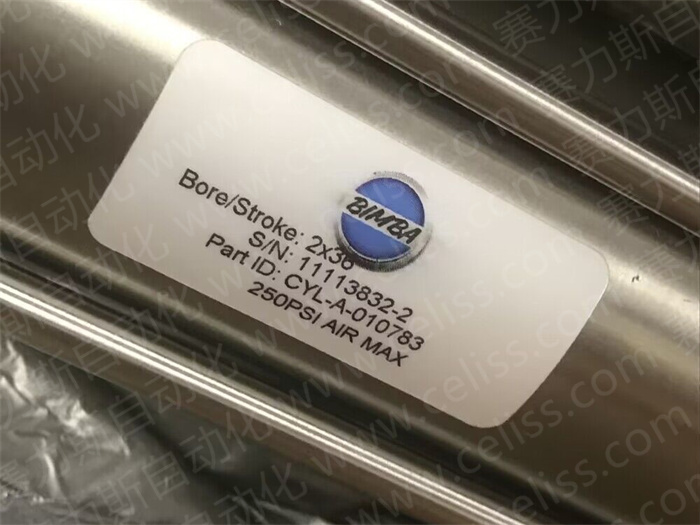 BIMBA
Bore/Stroke: 2x36
S/N: 11113832-2
Part ID: CYL-A-010783
250PSI AIR MAX
赛力斯自动化 www.celiss.com